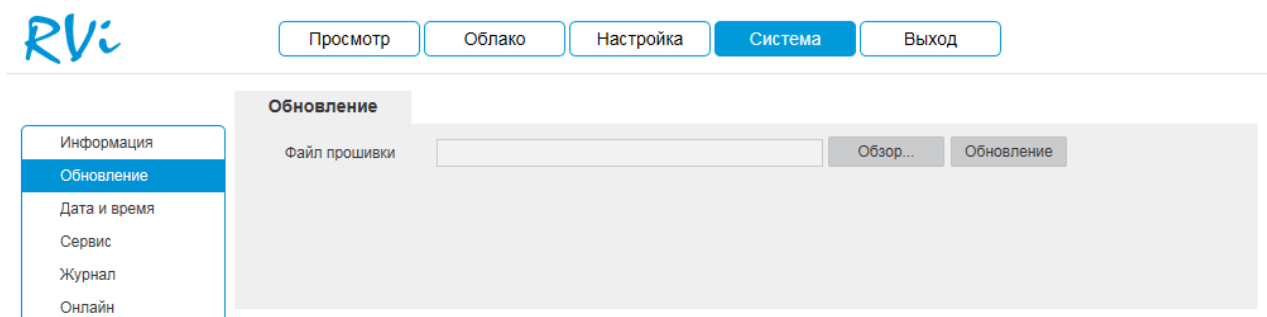 RVi
Просмотр Облако Настройка Система Выход
Обновление
Информация
Файл прошивки Обзор... Обновление
Обновление
Дата и время
Сервис
Журнал
Онлайн